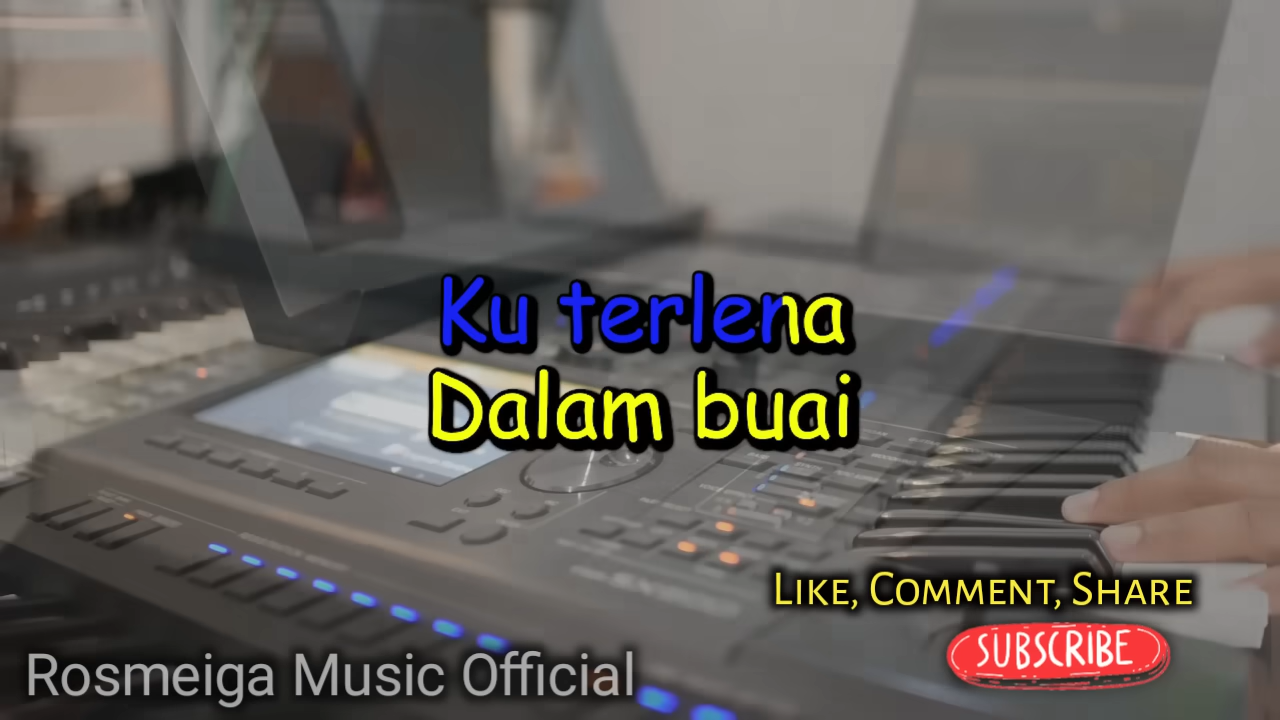 Ku terlena
Dalam buai
Like, Comment, Share
SUBSCRIBE
Rosmeiga Music Official